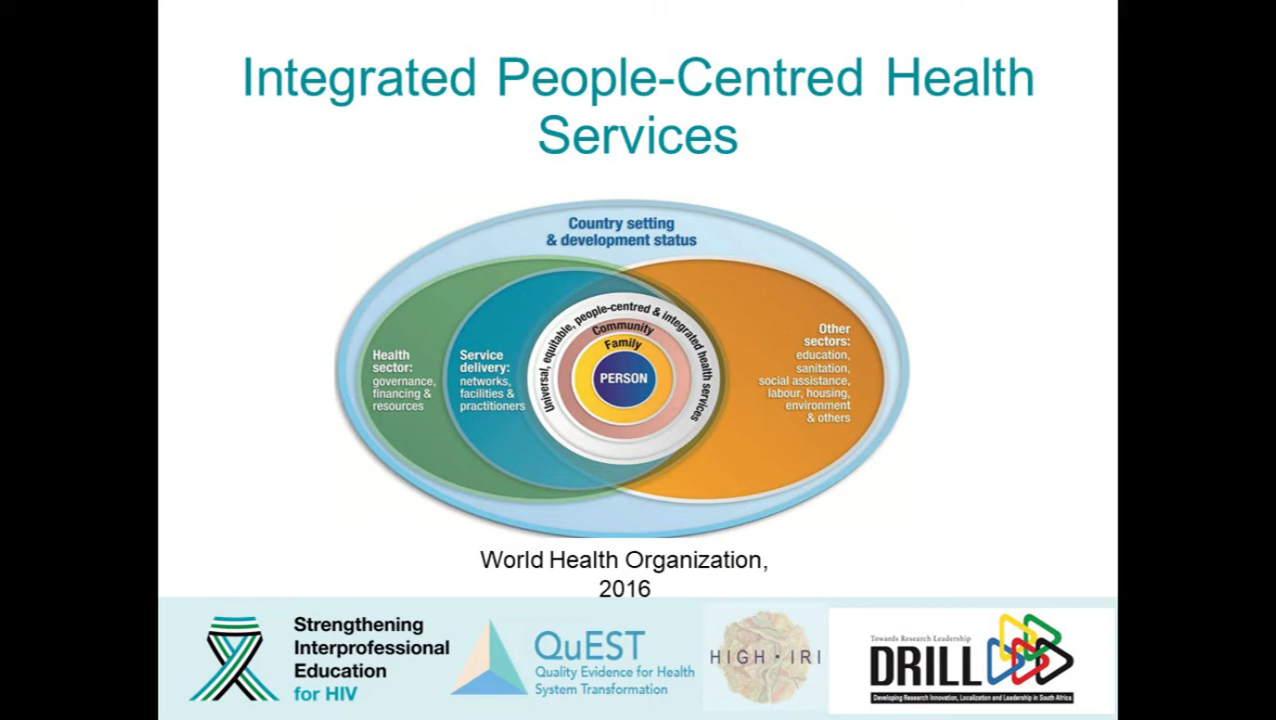 Integrated People-Centred Health
Services
Country setting
& development status
Universal, equitable, people-centred & integrated health services
Community
Family
PERSON
Health
sector:
governance,
financing &
resources
Service
delivery:
networks,
facilities &
practitioners
Other
sectors:
education,
sanitation,
social assistance,
labour, housing,
environment
& others
World Health Organization,
2016
Strengthening
Interprofessional
Education
for HIV
QuEST
Quality Evidence for Health
System Transformation
HIGH·IRI
Towards Research Leadership
DRILL
Developing Research Innovation, Localization and Leadership in South Africa